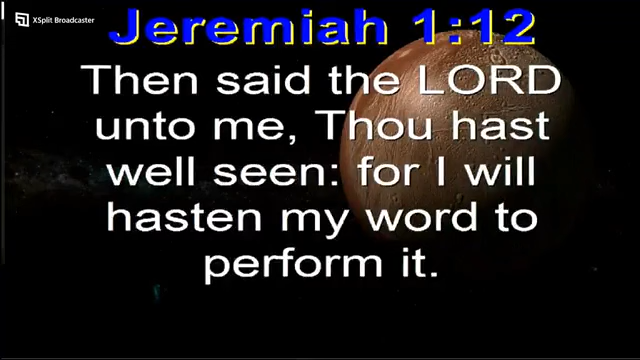 XSplit Broadcaster
Jeremiah 1:12
Then said the LORD
unto me, Thou hast
well seen: for I will
hasten my word to
perform it.